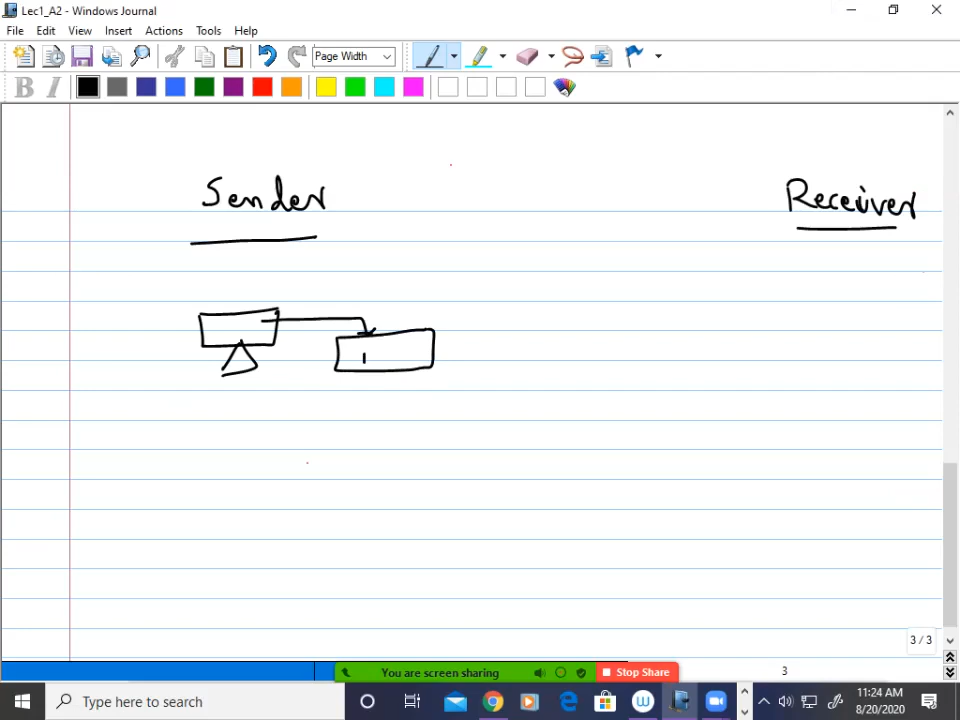 Lec1_A2 - Windows Journal
File Edit View Insert Actions Tools Help
Page Width
B I
Sender
Receiver
3 / 3
You are screen sharing
Stop Share
3
Type here to search
11:24 AM
8/20/2020